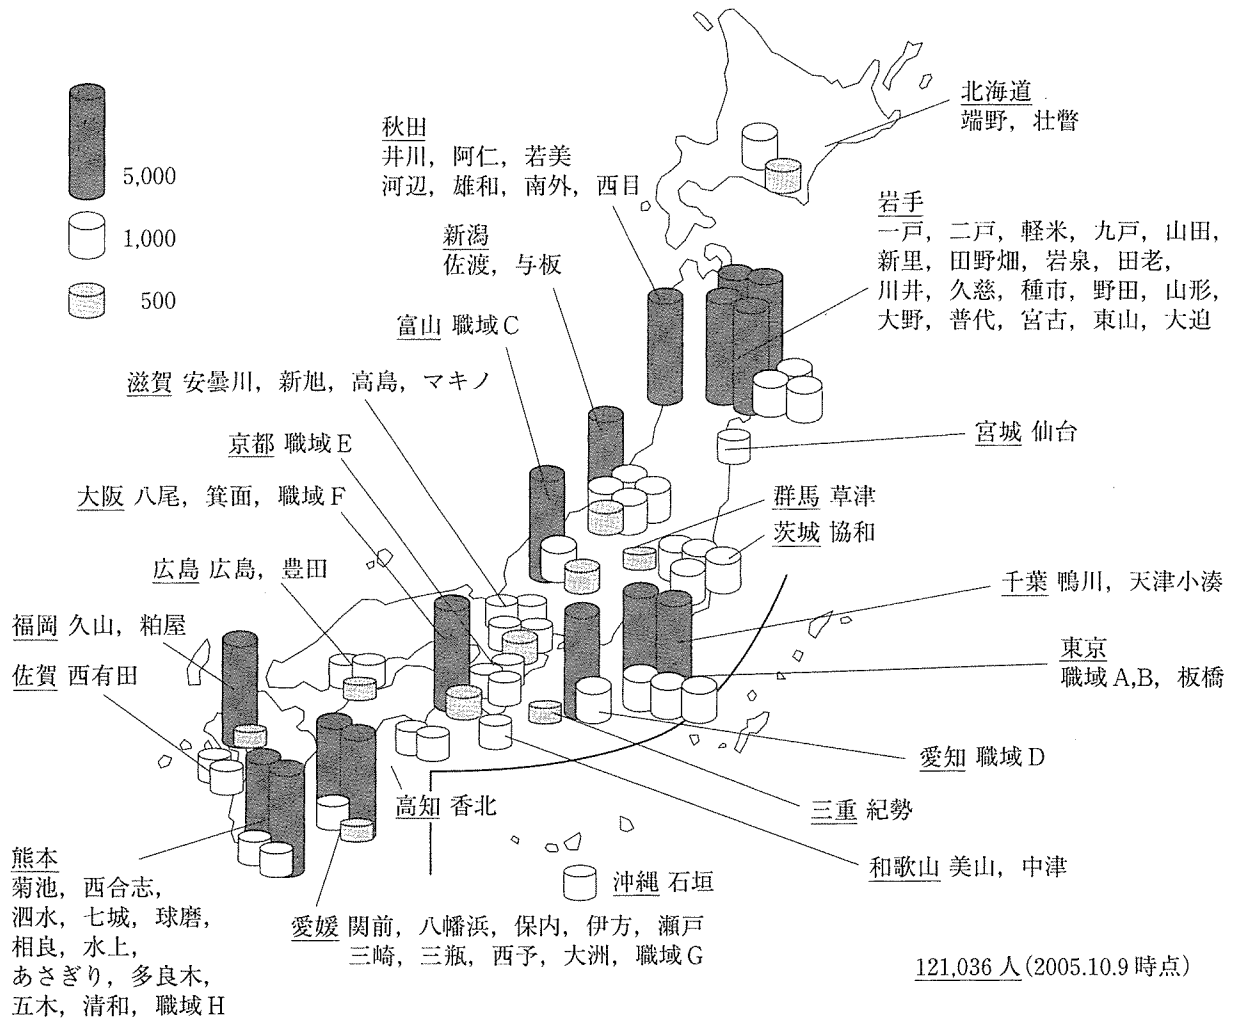 5,000
1,000
500
北海道
端野，壮瞥
秋田
井川，阿仁，若美
河辺，雄和，南外，西目
岩手
一戸，二戸，軽米，九戸，山田，
新里，田野畑，岩泉，田老，
川井，久慈，種市，野田，山形，
大野，普代，宮古，東山，大迫
新潟
佐渡，与板
富山 職域C
滋賀 安曇川，新旭，高島，マキノ
京都 職域E
大阪 八尾，箕面，職域F
宮城 仙台
群馬 草津
茨城 協和
広島 広島，豊田
千葉 鴨川，天津小湊
福岡 久山，粕屋
佐賀 西有田
東京
職域A,B，板橋
愛知 職域D
高知 香北
三重 紀勢
和歌山 美山，中津
沖縄 石垣
熊本
菊池，西合志，
泗水，七城，球磨，
相良，水上，
あさぎり，多良木，
五木，清和，職域H
愛媛 関前，八幡浜，保内，伊方，瀬戸
三崎，三瓶，西予，大洲，職域G
121,036人(2005.10.9時点)